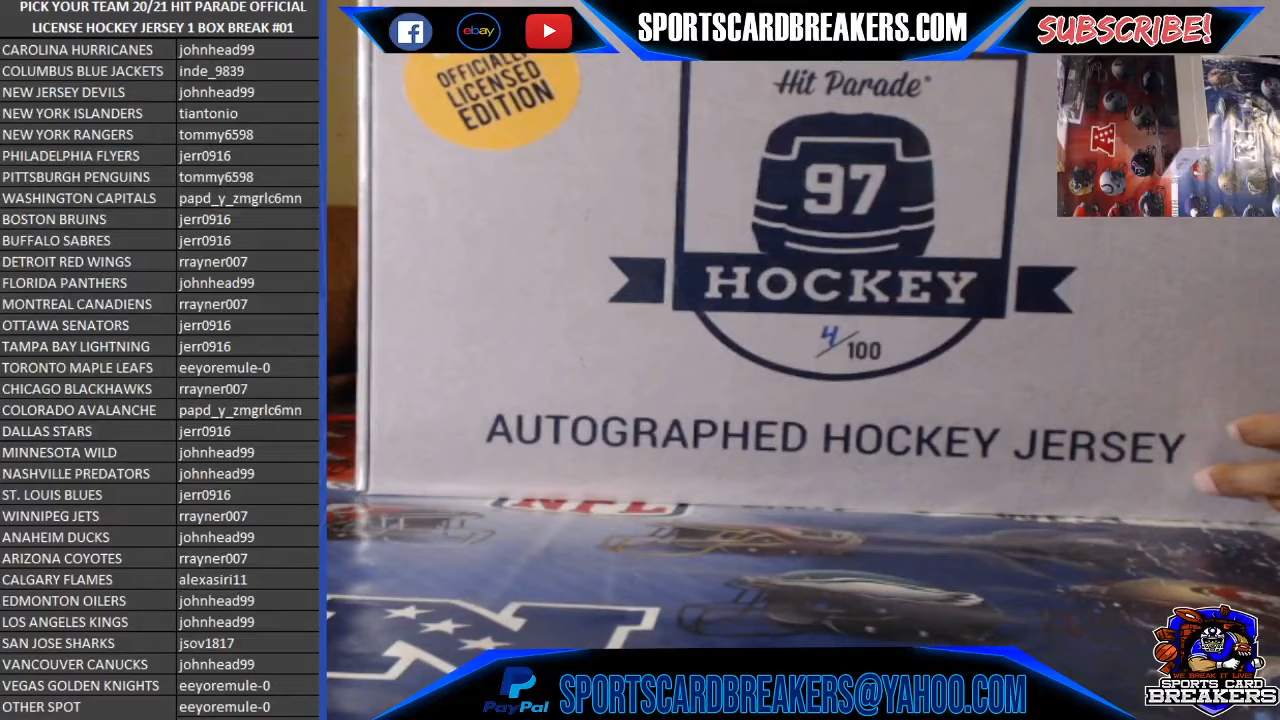 PICK YOUR TEAM 20/21 HIT PARADE OFFICIAL
LICENSE HOCKEY JERSEY 1 BOX BREAK #01
CAROLINA HURRICANES johnhead99
COLUMBUS BLUE JACKETS inde_9839
NEW JERSEY DEVILS johnhead99
NEW YORK ISLANDERS tiantonio
NEW YORK RANGERS tommy6598
PHILADELPHIA FLYERS jerr0916
PITTSBURGH PENGUINS tommy6598
WASHINGTON CAPITALS papd_y_zmgrlc6mn
BOSTON BRUINS jerr0916
BUFFALO SABRES jerr0916
DETROIT RED WINGS rrayner007
FLORIDA PANTHERS johnhead99
MONTREAL CANADIENS rrayner007
OTTAWA SENATORS jerr0916
TAMPA BAY LIGHTNING jerr0916
TORONTO MAPLE LEAFS eeyoremule-0
CHICAGO BLACKHAWKS rrayner007
COLORADO AVALANCHE papd_y_zmgrlc6mn
DALLAS STARS jerr0916
MINNESOTA WILD johnhead99
NASHVILLE PREDATORS johnhead99
ST. LOUIS BLUES jerr0916
WINNIPEG JETS rrayner007
ANAHEIM DUCKS johnhead99
ARIZONA COYOTES rrayner007
CALGARY FLAMES alexasiri11
EDMONTON OILERS johnhead99
LOS ANGELES KINGS johnhead99
SAN JOSE SHARKS jsov1817
VANCOUVER CANUCKS johnhead99
VEGAS GOLDEN KNIGHTS eeyoremule-0
OTHER SPOT eeyoremule-0
ebay
SPORTSCARDBREAKERS.COM
SUBSCRIBE!
OFFICIALLY
LICENSED
EDITION
Hit Parade®
97
HOCKEY
4/100
AUTOGRAPHED HOCKEY JERSEY
NFL
PayPal
SPORTSCARDBREAKERS@YAHOO.COM
WE BREAK IT LIVE!
SPORTS CARD
BREAKERS